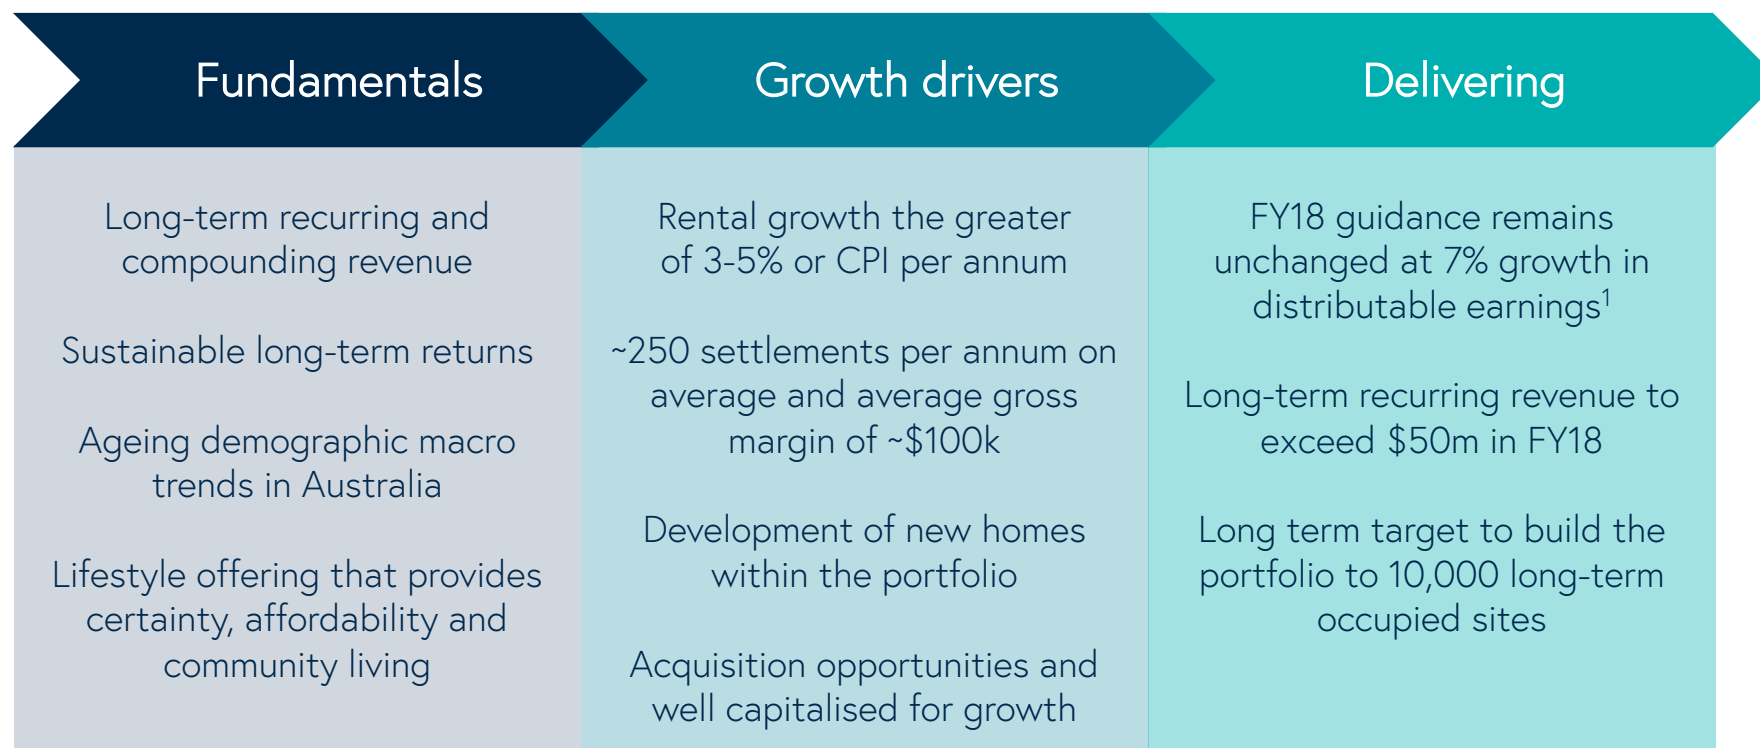 Fundamentals
Long-term recurring and
compounding revenue
Sustainable long-term returns
Ageing demographic macro
trends in Australia
Lifestyle offering that provides
certainty, affordability and
community living
Growth drivers
Rental growth the greater
of 3-5% or CPI per annum
~250 settlements per annum on
average and average gross
margin of ~$100k
Development of new homes
within the portfolio
Acquisition opportunities and
well capitalised for growth
Delivering
FY18 guidance remains
unchanged at 7% growth in
distributable earnings¹
Long-term recurring revenue to
exceed $50m in FY18
Long term target to build the
portfolio to 10,000 long-term
occupied sites